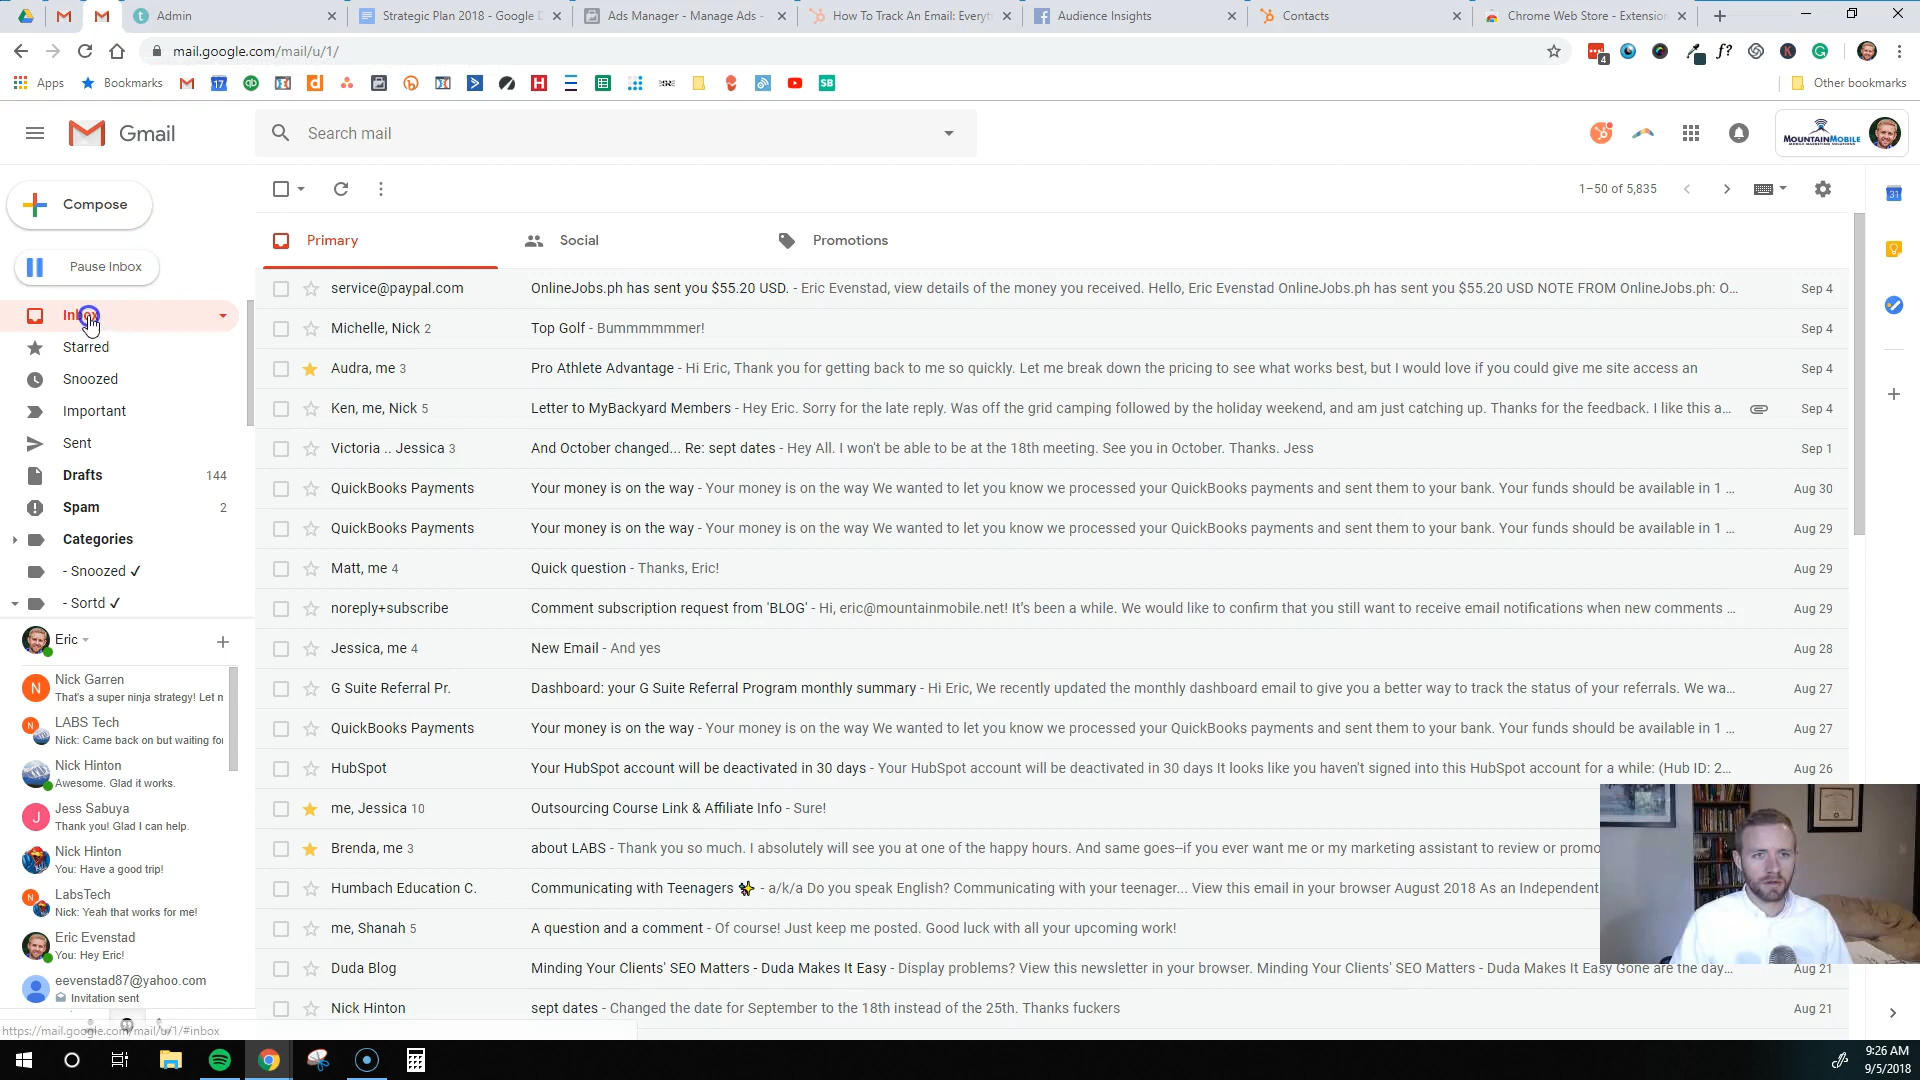 Admin
Strategic Plan 2018 - Google D
Ads Manager - Manage Ads -
How To Track An Email: Everyt
Audience Insights
Contacts
Chrome Web Store - Extension
mail.google.com/mail/u/1/
4
f?
Apps
Bookmarks
17
Other bookmarks
Gmail
Search mail
MOUNTAINMOBILE
MOBILE MARKETING SOLUTIONS
Compose
1–50 of 5,835
31
Pause Inbox
Primary
Social
Promotions
Inbox
Starred
Snoozed
Important
Sent
Drafts 144
Spam 2
Categories
- Snoozed ✓
- Sortd ✓
service@paypal.com OnlineJobs.ph has sent you $55.20 USD. - Eric Evenstad, view details of the money you received. Hello, Eric Evenstad OnlineJobs.ph has sent you $55.20 USD NOTE FROM OnlineJobs.ph: O... Sep 4
Michelle, Nick 2 Top Golf - Bummmmmmer! Sep 4
Audra, me 3 Pro Athlete Advantage - Hi Eric, Thank you for getting back to me so quickly. Let me break down the pricing to see what works best, but I would love if you could give me site access an Sep 4
Ken, me, Nick 5 Letter to MyBackyard Members - Hey Eric. Sorry for the late reply. Was off the grid camping followed by the holiday weekend, and am just catching up. Thanks for the feedback. I like this a... Sep 4
Victoria .. Jessica 3 And October changed... Re: sept dates - Hey All. I won't be able to be at the 18th meeting. See you in October. Thanks. Jess Sep 1
QuickBooks Payments Your money is on the way - Your money is on the way We wanted to let you know we processed your QuickBooks payments and sent them to your bank. Your funds should be available in 1 ... Aug 30
QuickBooks Payments Your money is on the way - Your money is on the way We wanted to let you know we processed your QuickBooks payments and sent them to your bank. Your funds should be available in 1 ... Aug 29
Matt, me 4 Quick question - Thanks, Eric! Aug 29
noreply+subscribe Comment subscription request from 'BLOG' - Hi, eric@mountainmobile.net! It's been a while. We would like to confirm that you still want to receive email notifications when new comments ... Aug 29
Jessica, me 4 New Email - And yes Aug 28
G Suite Referral Pr. Dashboard: your G Suite Referral Program monthly summary - Hi Eric, We recently updated the monthly dashboard email to give you a better way to track the status of your referrals. We wa... Aug 27
QuickBooks Payments Your money is on the way - Your money is on the way We wanted to let you know we processed your QuickBooks payments and sent them to your bank. Your funds should be available in 1 ... Aug 27
HubSpot Your HubSpot account will be deactivated in 30 days - Your HubSpot account will be deactivated in 30 days It looks like you haven't signed into this HubSpot account for a while: (Hub ID: 2... Aug 26
me, Jessica 10 Outsourcing Course Link & Affiliate Info - Sure!
Brenda, me 3 about LABS - Thank you so much. I absolutely will see you at one of the happy hours. And same goes--if you ever want me or my marketing assistant to review or promo
Humbach Education C. Communicating with Teenagers ✨ - a/k/a Do you speak English? Communicating with your teenager... View this email in your browser August 2018 As an Independent
me, Shanah 5 A question and a comment - Of course! Just keep me posted. Good luck with all your upcoming work!
Duda Blog Minding Your Clients' SEO Matters - Duda Makes It Easy - Display problems? View this newsletter in your browser. Minding Your Clients' SEO Matters - Duda Makes It Easy Gone are the day... Aug 21
Nick Hinton sept dates - Changed the date for September to the 18th instead of the 25th. Thanks fuckers Aug 21
Eric
N
Nick Garren
That's a super ninja strategy! Let n
LABS Tech
Nick: Came back on but waiting for
Nick Hinton
Awesome. Glad it works.
J
Jess Sabuya
Thank you! Glad I can help.
Nick Hinton
You: Have a good trip!
LabsTech
Nick: Yeah that works for me!
Eric Evenstad
You: Hey Eric!
eevenstad87@yahoo.com
Invitation sent
https://mail.google.com/mail/u/1/#inbox
9:26 AM
9/5/2018